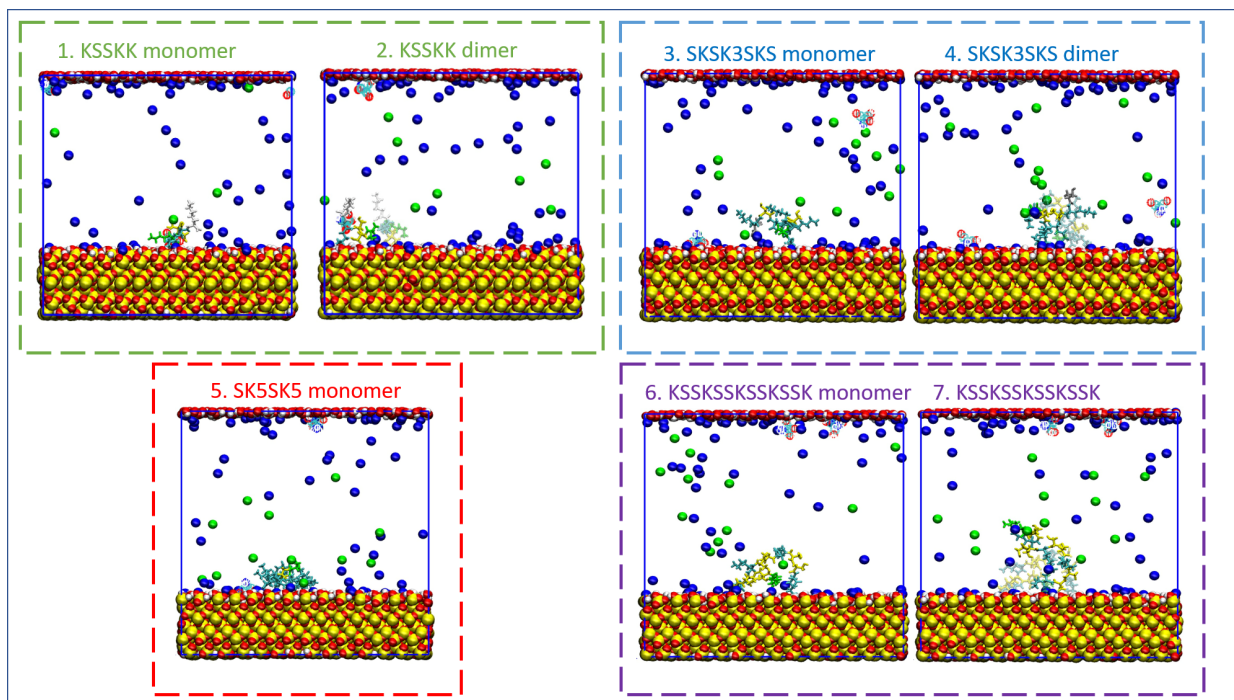 1. KSSKK monomer
2. KSSKK dimer
3. SKSK3SKS monomer
4. SKSK3SKS dimer
5. SK5SK5 monomer
6. KSSKSSKSSKSSK monomer
7. KSSKSSKSSKSSK